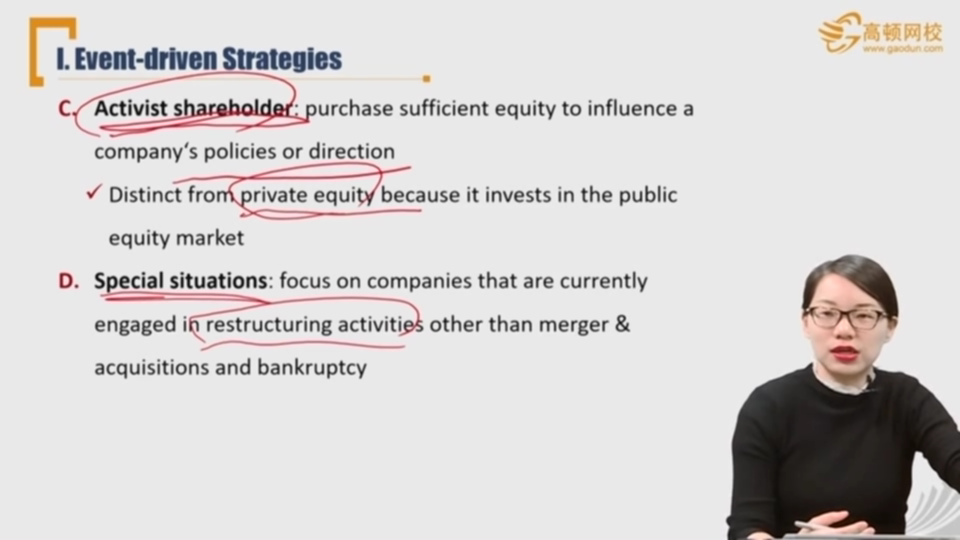 I. Event-driven Strategies
高顿网校
www.gaodun.com
C. Activist shareholder: purchase sufficient equity to influence a
company's policies or direction
✓ Distinct from private equity because it invests in the public
equity market
D. Special situations: focus on companies that are currently
engaged in restructuring activities other than merger &
acquisitions and bankruptcy